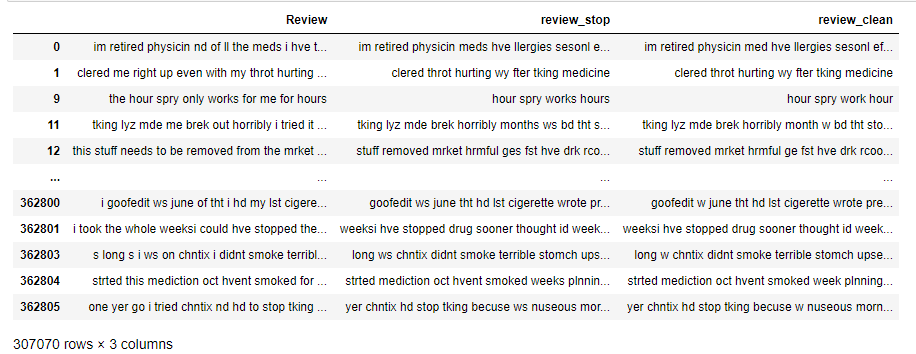 Review review_stop review_clean
0 im retired physicin nd of ll the meds i hve t... im retired physicin meds hve llergies sesonl e... im retired physicin med hve llergies sesonl ef...
1 clered me right up even with my throt hurting ... clered throt hurting wy fter tking medicine clered throt hurting wy fter tking medicine
9 the hour spry only works for me for hours hour spry works hours hour spry work hour
11 tking lyz mde me brek out horribly i tried it ... tking lyz mde brek horribly months ws bd tht s... tking lyz mde brek horribly month w bd tht sto...
12 this stuff needs to be removed from the mrket ... stuff removed mrket hrmful ges fst hve drk rco... stuff removed mrket hrmful ge fst hve drk rcoo...
... ... ... ...
362800 i goofedit ws june of tht i hd my lst cigere... goofedit ws june tht hd lst cigerette wrote pr... goofedit w june tht hd lst cigerette wrote pre...
362801 i took the whole weeksi could hve stopped the... weeksi hve stopped drug sooner thought id week... weeksi hve stopped drug sooner thought id week...
362803 s long s i ws on chntix i didnt smoke terribl... long ws chntix didnt smoke terrible stomch ups... long w chntix didnt smoke terrible stomch upse...
362804 strted this mediction oct hvent smoked for ... strted mediction oct hvent smoked weeks plnning... strted mediction oct hvent smoked week plnning...
362805 one yer go i tried chntix nd hd to stop tking ... yer chntix hd stop tking becuse ws nuseous mor... yer chntix hd stop tking becuse w nuseous morn...
307070 rows × 3 columns